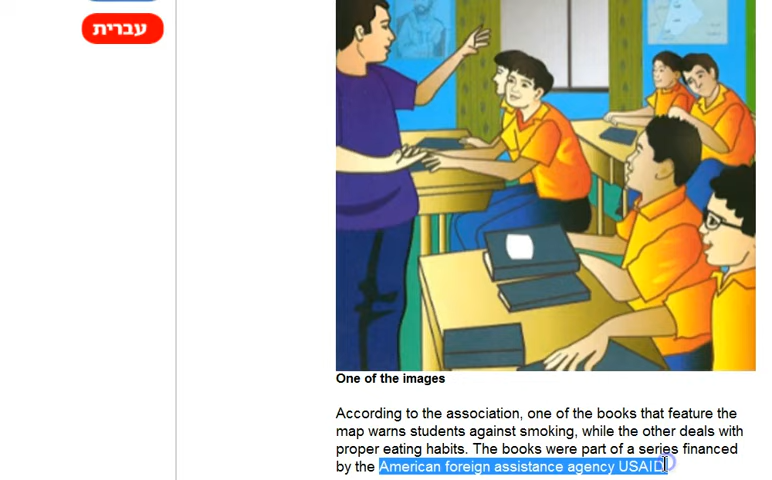 עברית
One of the images
According to the association, one of the books that feature the
map warns students against smoking, while the other deals with
proper eating habits. The books were part of a series financed
by the American foreign assistance agency USAID.